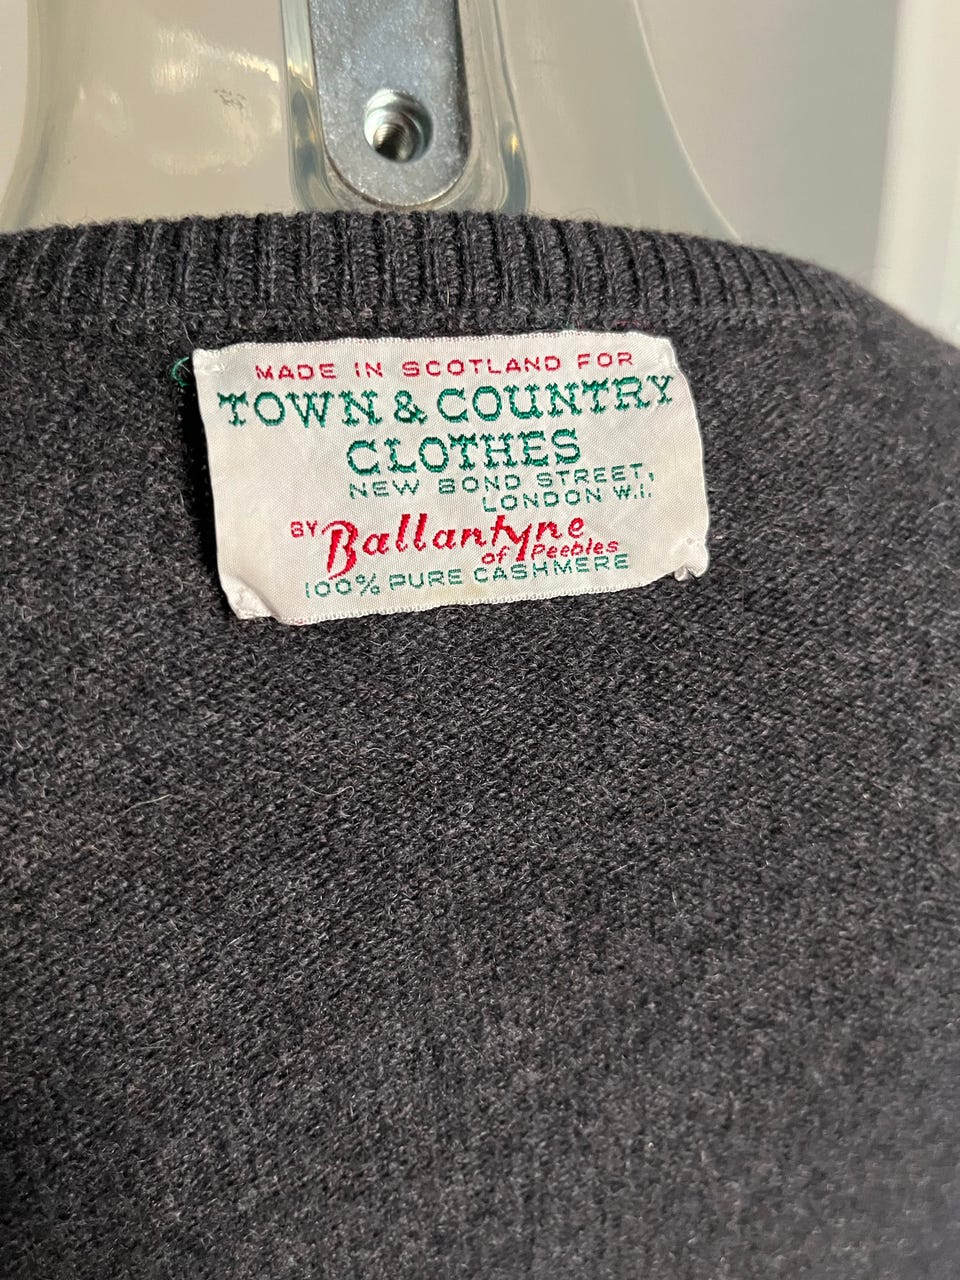 MADE IN SCOTLAND FOR
TOWN & COUNTRY
CLOTHES
NEW BOND STREET,
LONDON W.1.
BY Ballantyne
of Peebles
100% PURE CASHMERE